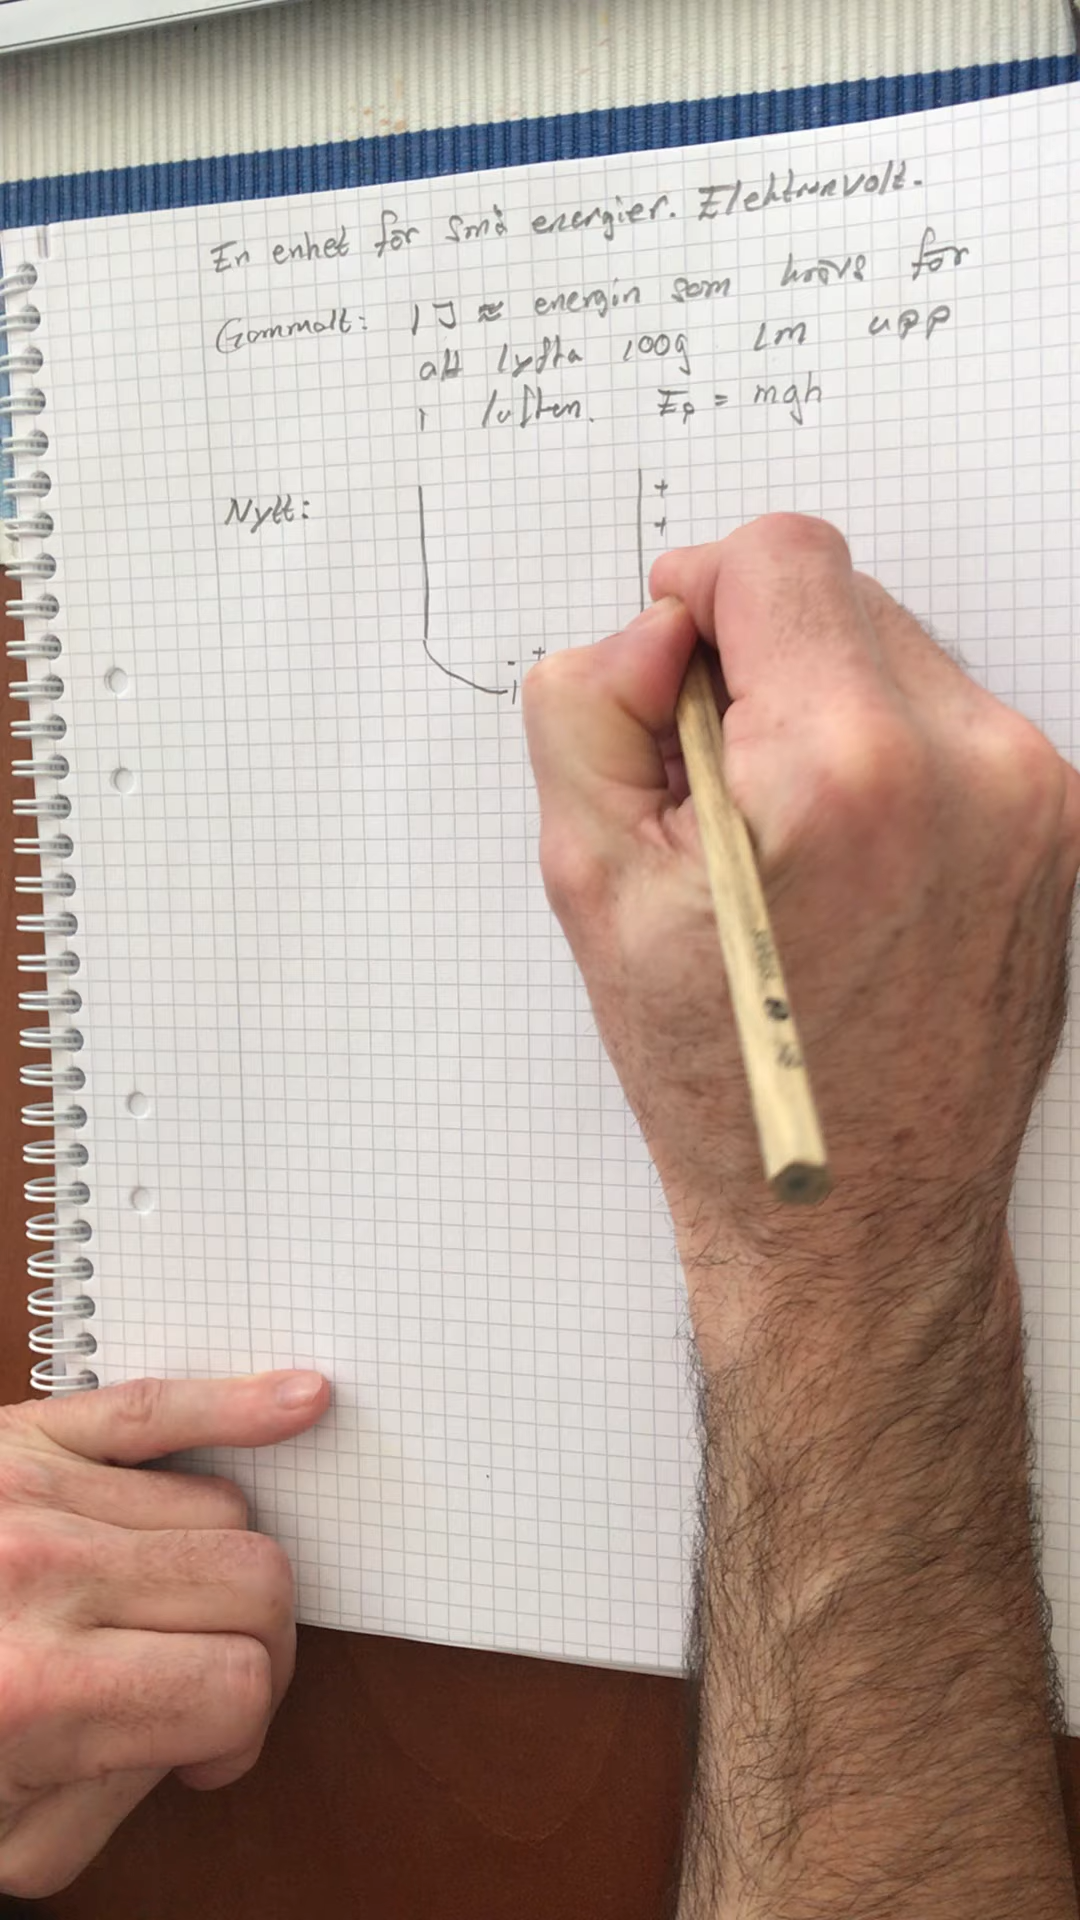 En enhet för små energier. Elektronvolt.
Gammalt: 1 J ≈ energin som krävs för
att lyfta 100g 1m upp
i luften. Ep = mgh
Nytt:
+
+
- +